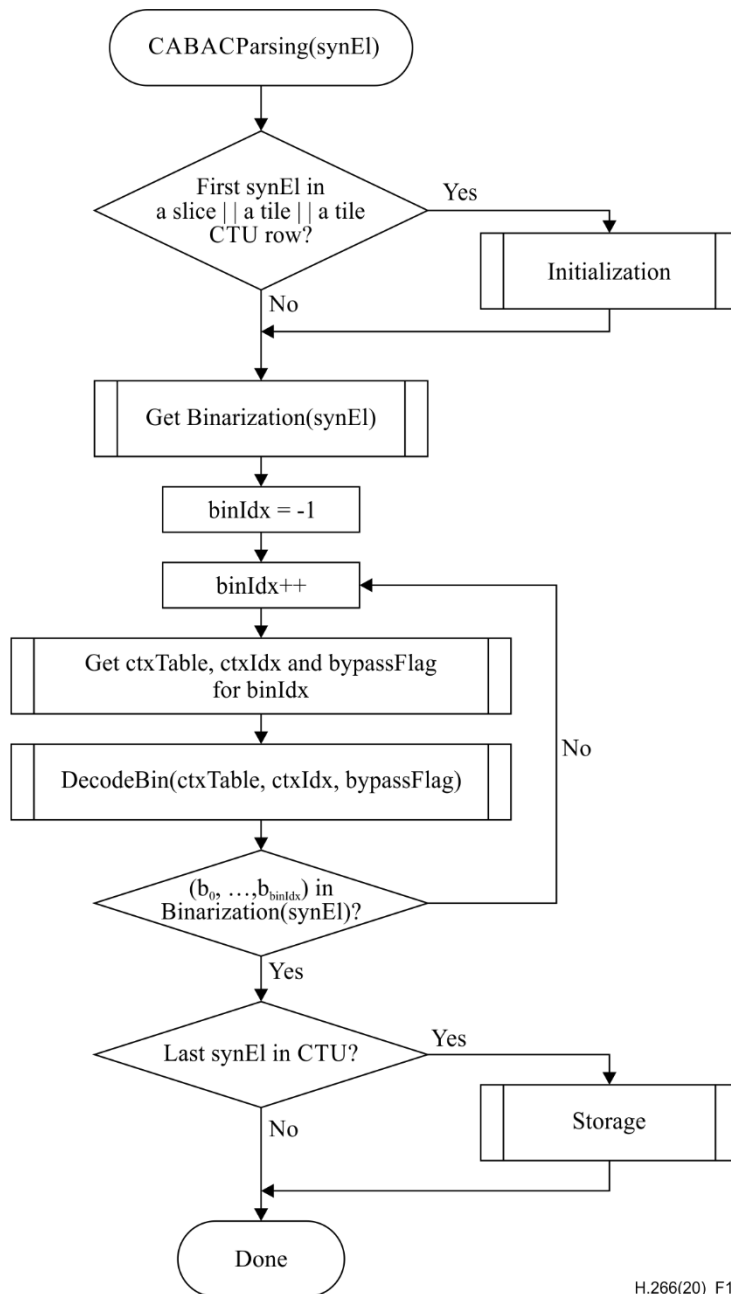 CABACParsing(synEl)
First synEl in
a slice | | a tile | | a tile
CTU row?
Yes
Initialization
No
Get Binarization(synEl)
binIdx = -1
binIdx++
Get ctxTable, ctxIdx and bypassFlag
for binIdx
No
DecodeBin(ctxTable, ctxIdx, bypassFlag)
(b0, …,bbinIdx) in
Binarization(synEl)?
Yes
Last synEl in CTU?
Yes
Storage
No
Done
H.266(20)_F1